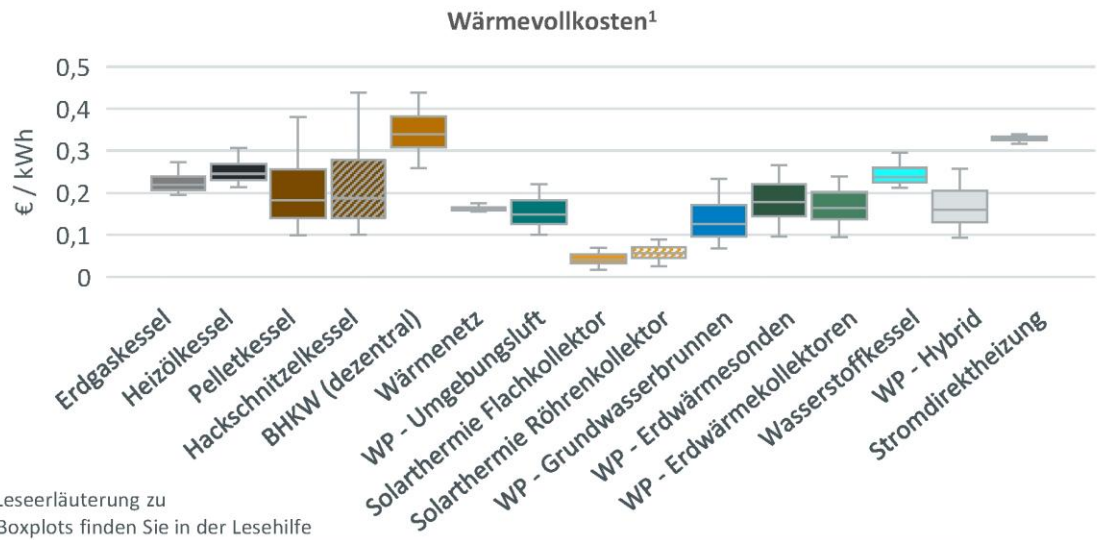 Wärmevollkosten¹
€ / kWh
0,5
0,4
0,3
0,2
0,1
0
Erdgaskessel
Heizölkessel
Pelletkessel
Hackschnitzelkessel
BHKW (dezentral)
Wärmenetz
WP - Umgebungsluft
Solarthermie Flachkollektor
Solarthermie Röhrenkollektor
WP - Grundwasserbrunnen
WP - Erdwärmesonden
WP - Erdwärmekollektoren
Wasserstoffkessel
WP - Hybrid
Stromdirektheizung
Leseerläuterung zu
Boxplots finden Sie in der Lesehilfe